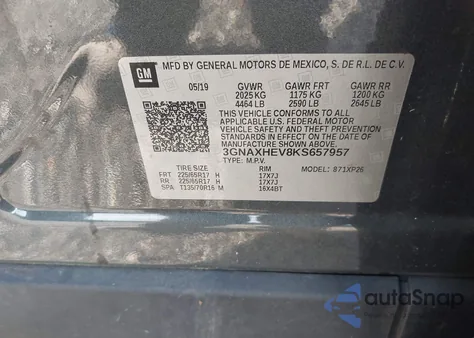 GM
MFD BY GENERAL MOTORS DE MEXICO, S. DE R.L. DE C.V.
05/19 GVWR GAWR FRT GAWR RR
2025 KG 1175 KG 1200 KG
4464 LB 2590 LB 2645 LB
THIS VEHICLE CONFORMS TO ALL
APPLICABLE U.S. FEDERAL MOTOR
VEHICLE SAFETY, BUMPER, AND THEFT
PREVENTION STANDARDS IN EFFECT
ON THE DATE OF MANUFACTURE
SHOWN ABOVE.
3GNAXHEV8KS657957
TYPE: M.P.V. MODEL: 871XP26
TIRE SIZE RIM
FRT 225/65R17 H 17X7J
RR 225/65R17 H 17X7J
SPA T135/70R16 M 16X4BT
autoSnap